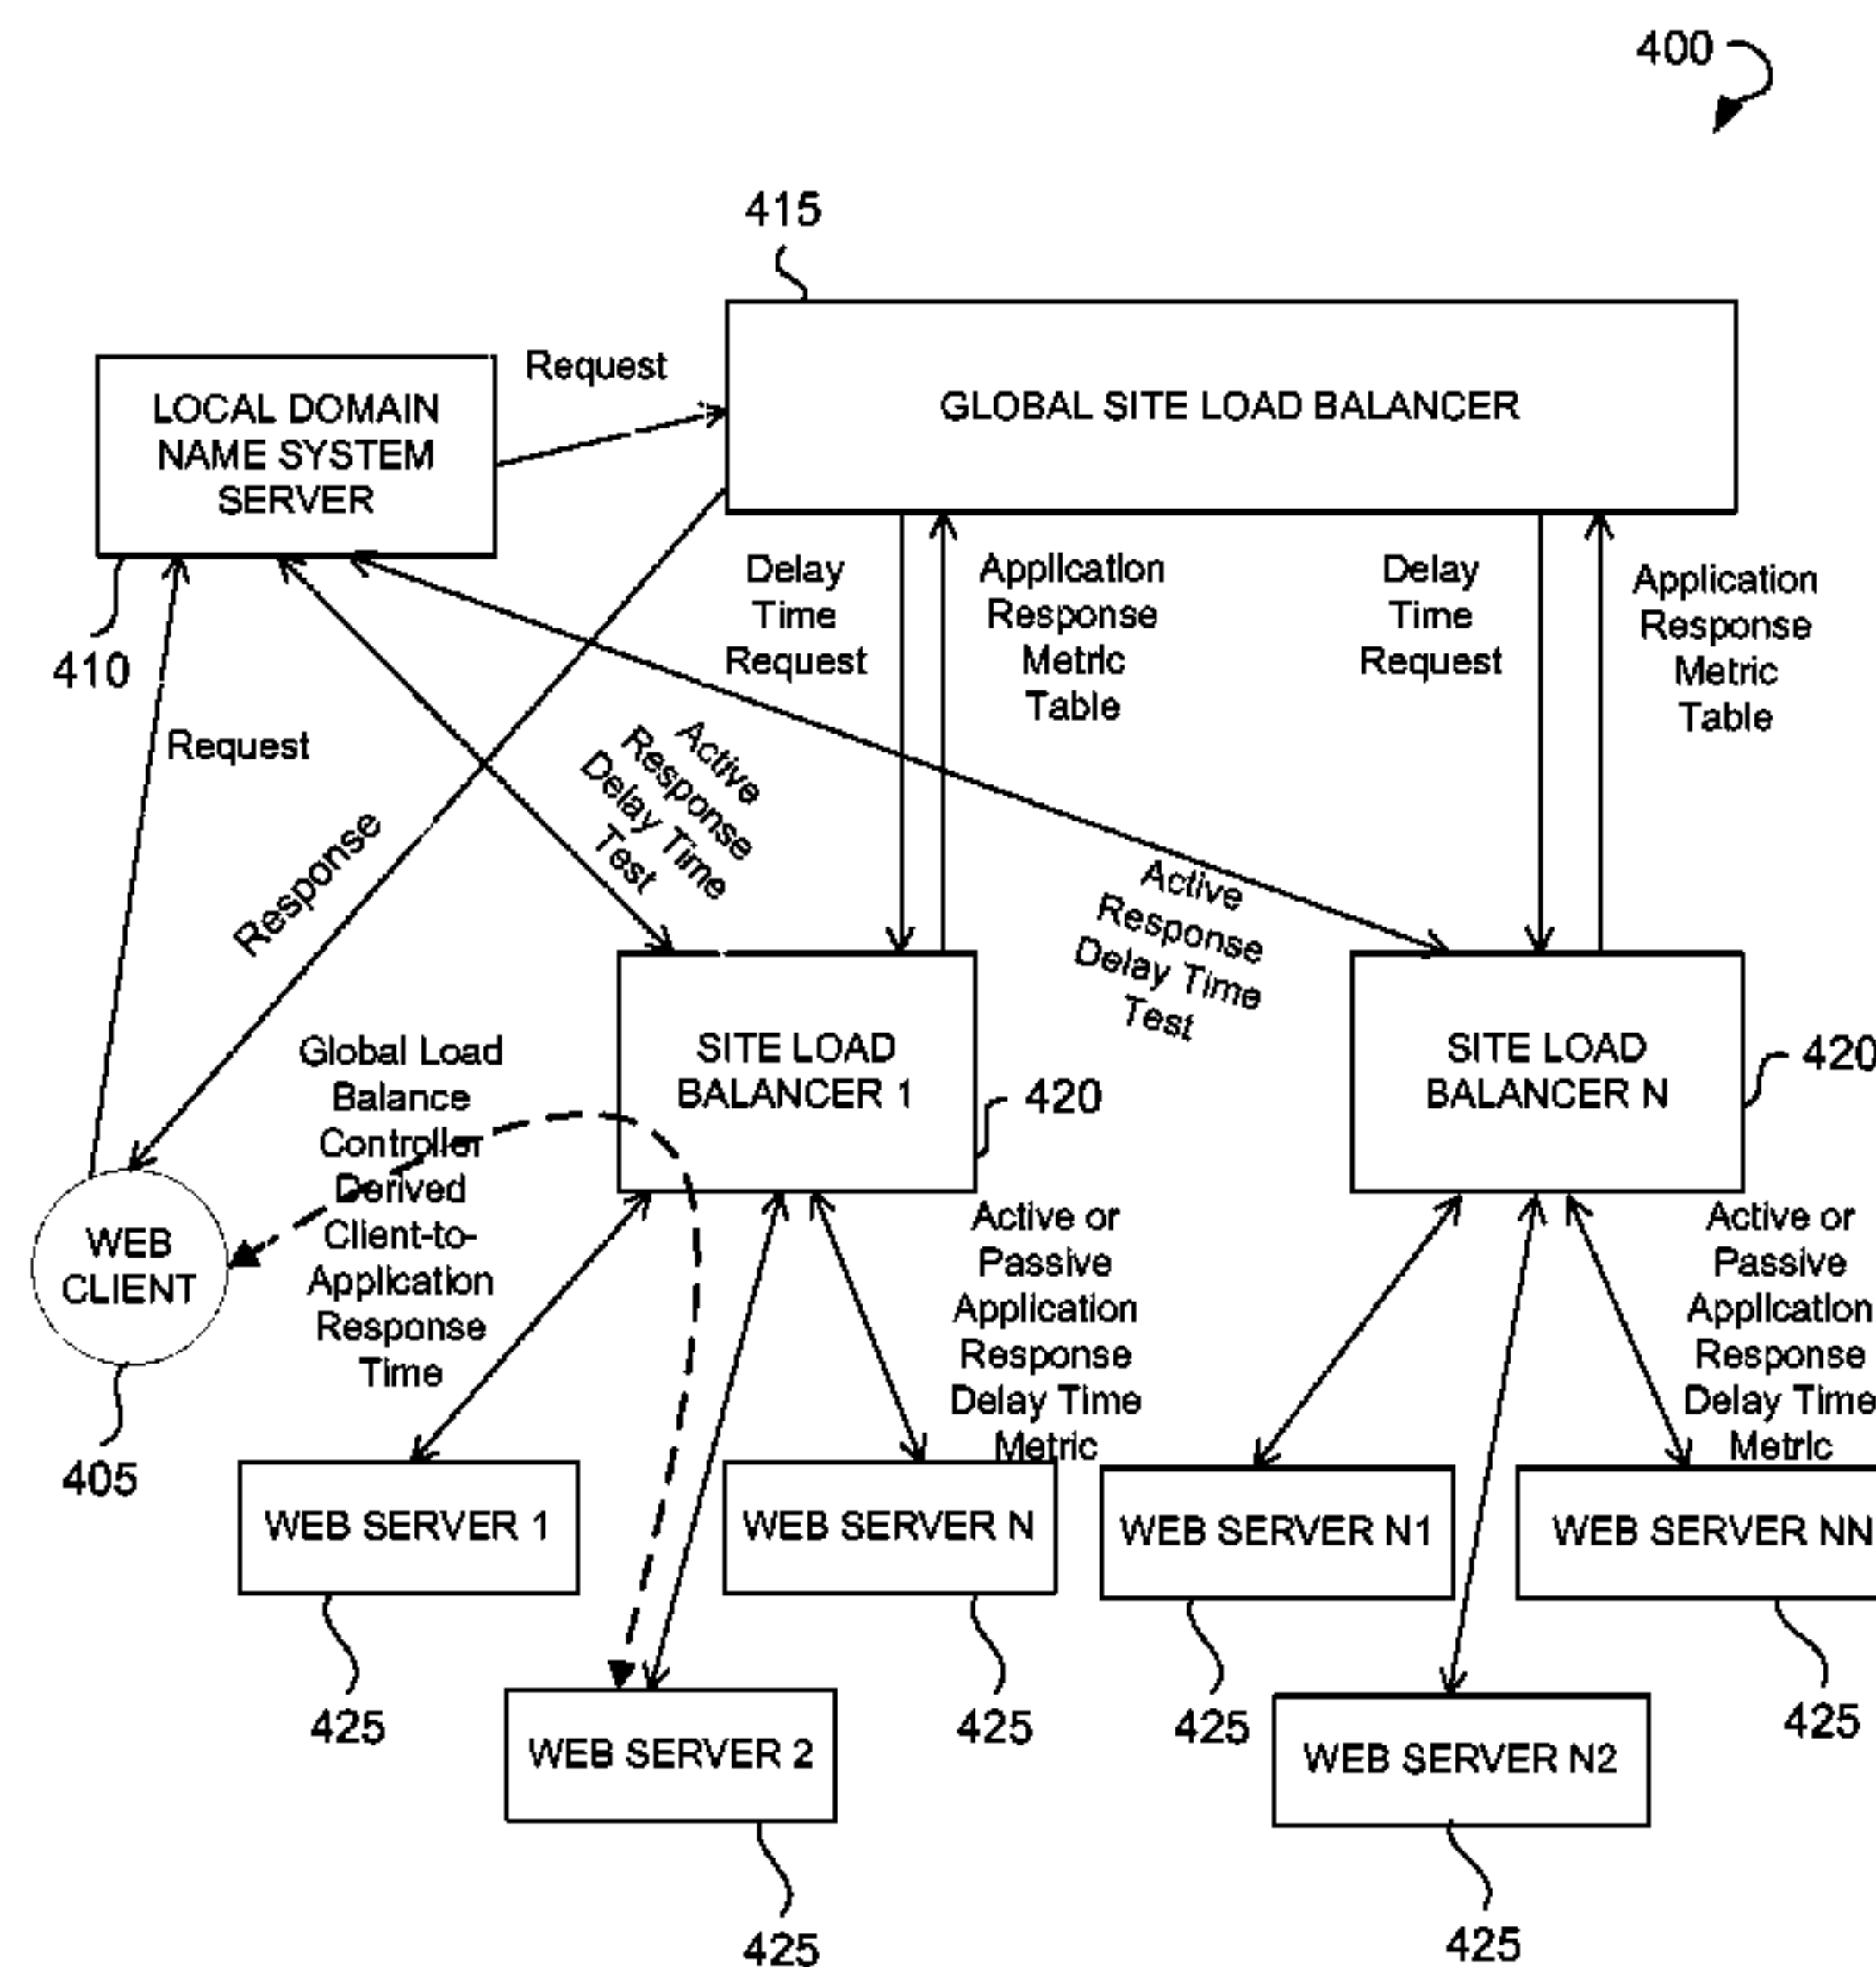 400
415
Request
LOCAL DOMAIN
NAME SYSTEM
SERVER
GLOBAL SITE LOAD BALANCER
410
Delay
Time
Request
Application
Response
Metric
Table
Delay
Time
Request
Application
Response
Metric
Table
Request
Response
Active
Response
Delay Time
Test
Active
Response
Delay Time
Test
SITE LOAD
BALANCER 1
420
SITE LOAD
BALANCER N
420
Global Load
Balance
Controller
Derived
Client-to-
Application
Response
Time
WEB
CLIENT
405
Active or
Passive
Application
Response
Delay Time
Metric
Active or
Passive
Application
Response
Delay Time
Metric
WEB SERVER 1
WEB SERVER N
WEB SERVER N1
WEB SERVER NN
425
425
425
425
WEB SERVER 2
WEB SERVER N2
425
425